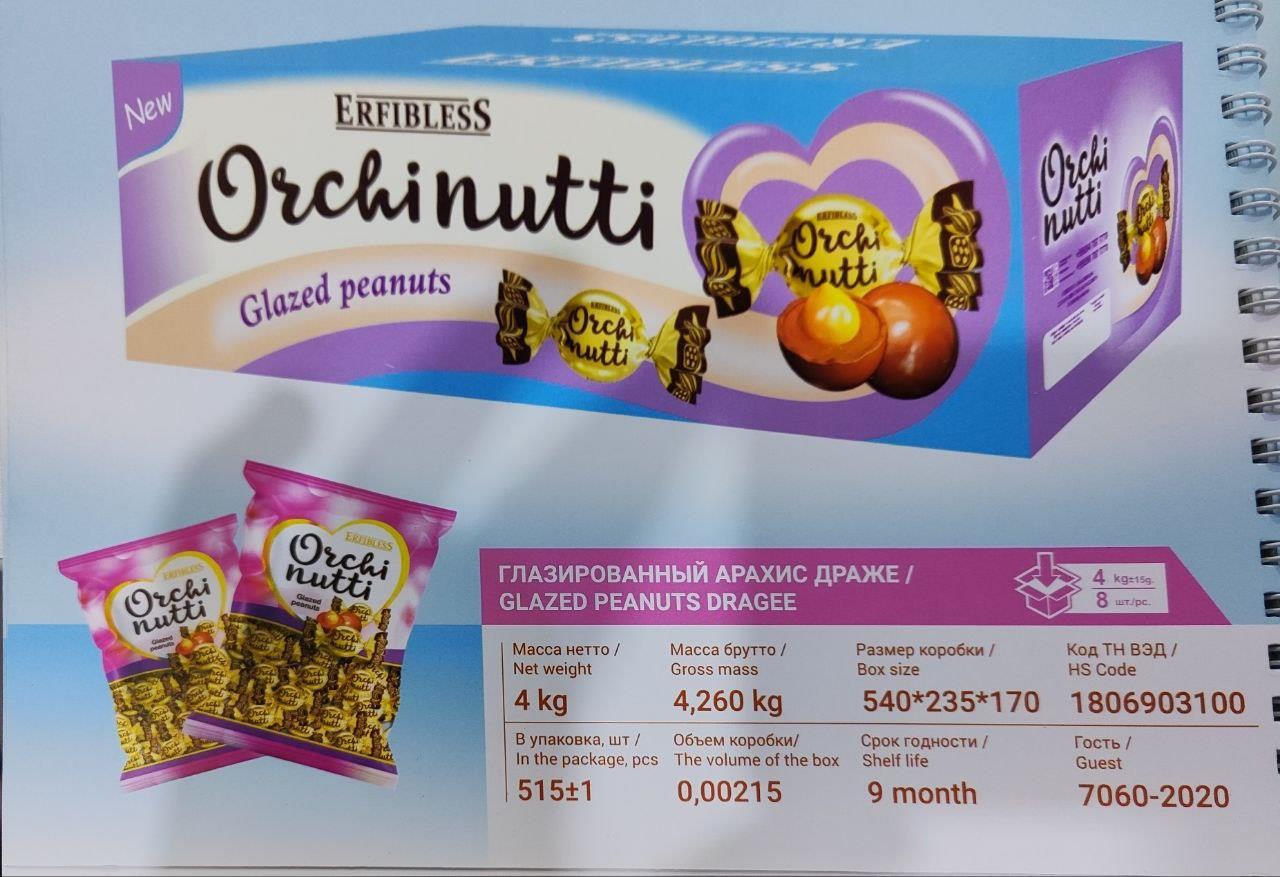 New
ERFIBLESS
Orchinutti
Glazed peanuts
ERFIBLESS
Orchi
nutti
ERFIBLESS
Orchi
nutti
Orchi
nutti
ERFIBLESS
Orchi
nutti
Glazed
peanuts
ERFIBLESS
Orchi
nutti
Glazed
peanuts
ГЛАЗИРОВАННЫЙ АРАХИС ДРАЖЕ /
GLAZED PEANUTS DRAGEE
4 kg±15g.
8 шт./pc.
Масса нетто /
Net weight
4 kg
Масса брутто /
Gross mass
4,260 kg
Размер коробки /
Box size
540*235*170
Код ТН ВЭД /
HS Code
1806903100
В упаковка, шт /
In the package, pcs
515±1
Объем коробки/
The volume of the box
0,00215
Срок годности /
Shelf life
9 month
Гость /
Guest
7060-2020